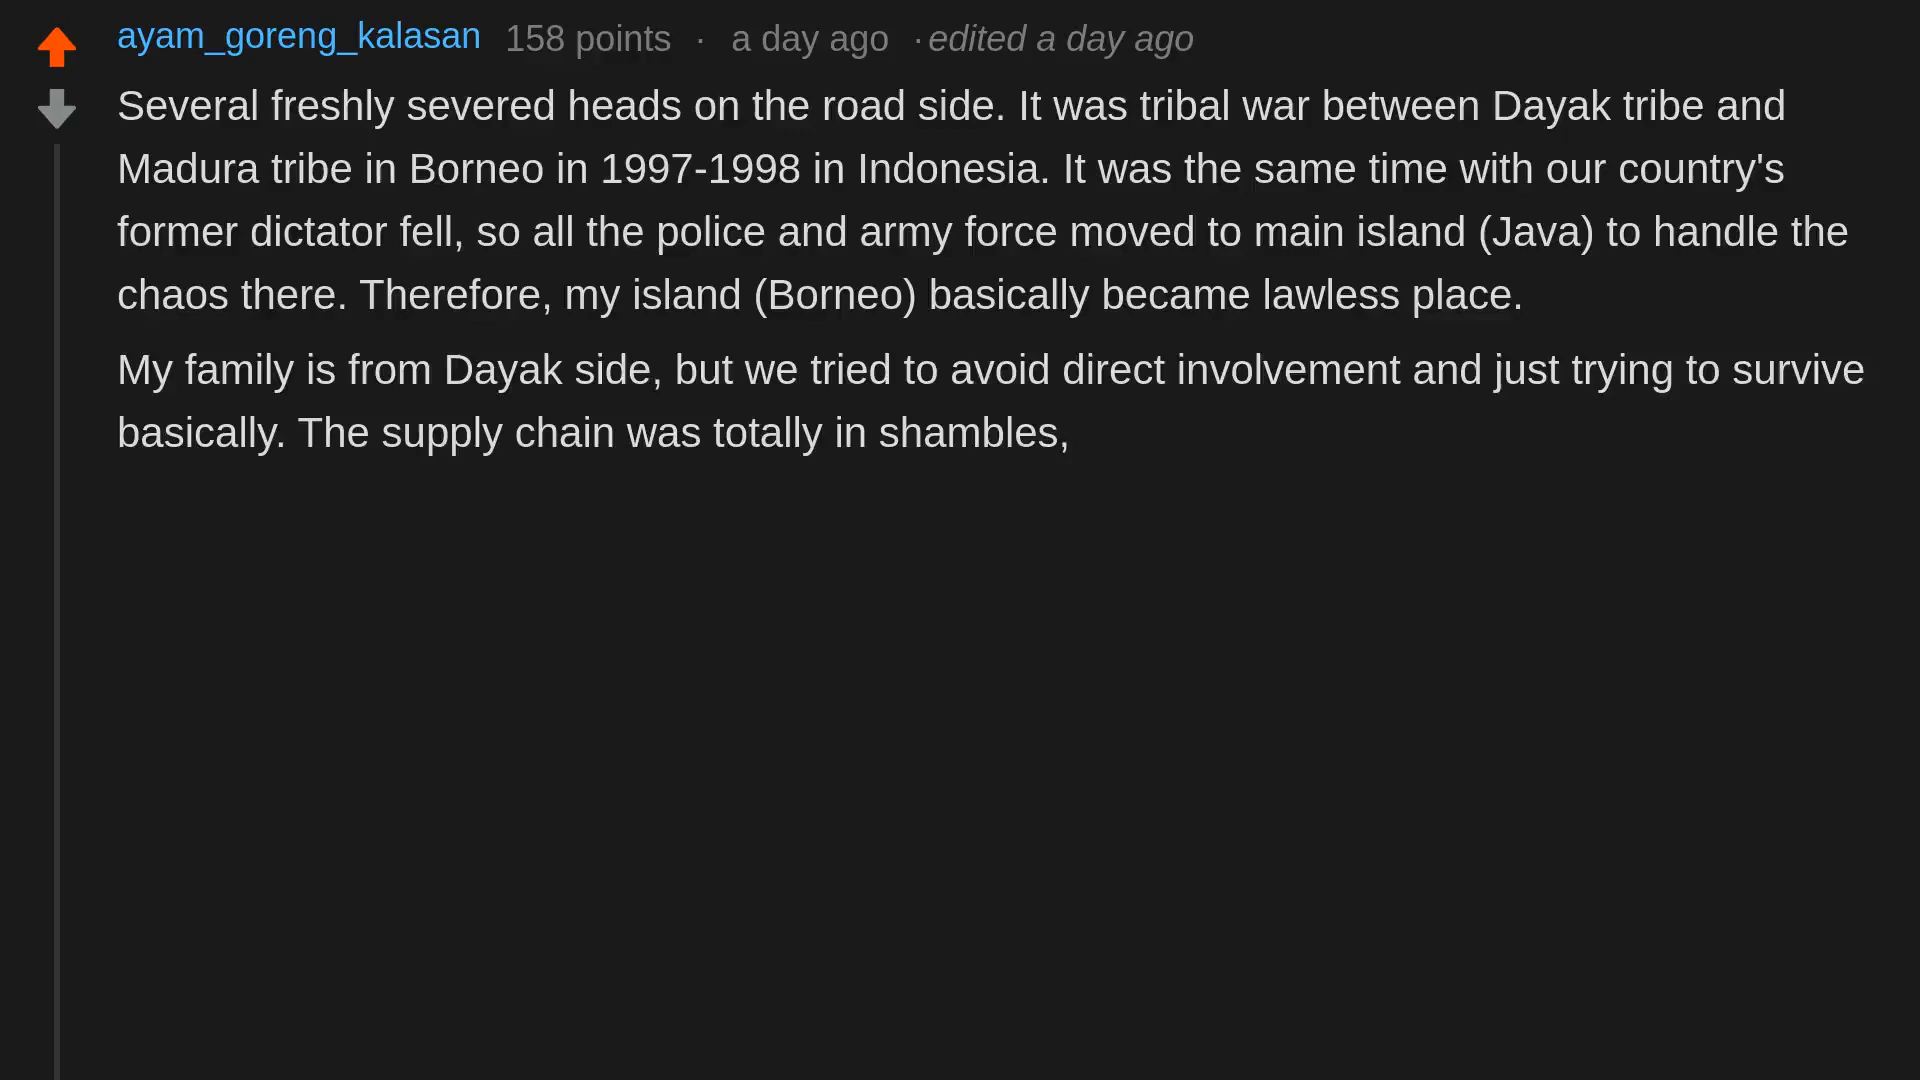 ayam_goreng_kalasan 158 points · a day ago · edited a day ago
Several freshly severed heads on the road side. It was tribal war between Dayak tribe and
Madura tribe in Borneo in 1997-1998 in Indonesia. It was the same time with our country's
former dictator fell, so all the police and army force moved to main island (Java) to handle the
chaos there. Therefore, my island (Borneo) basically became lawless place.
My family is from Dayak side, but we tried to avoid direct involvement and just trying to survive
basically. The supply chain was totally in shambles,